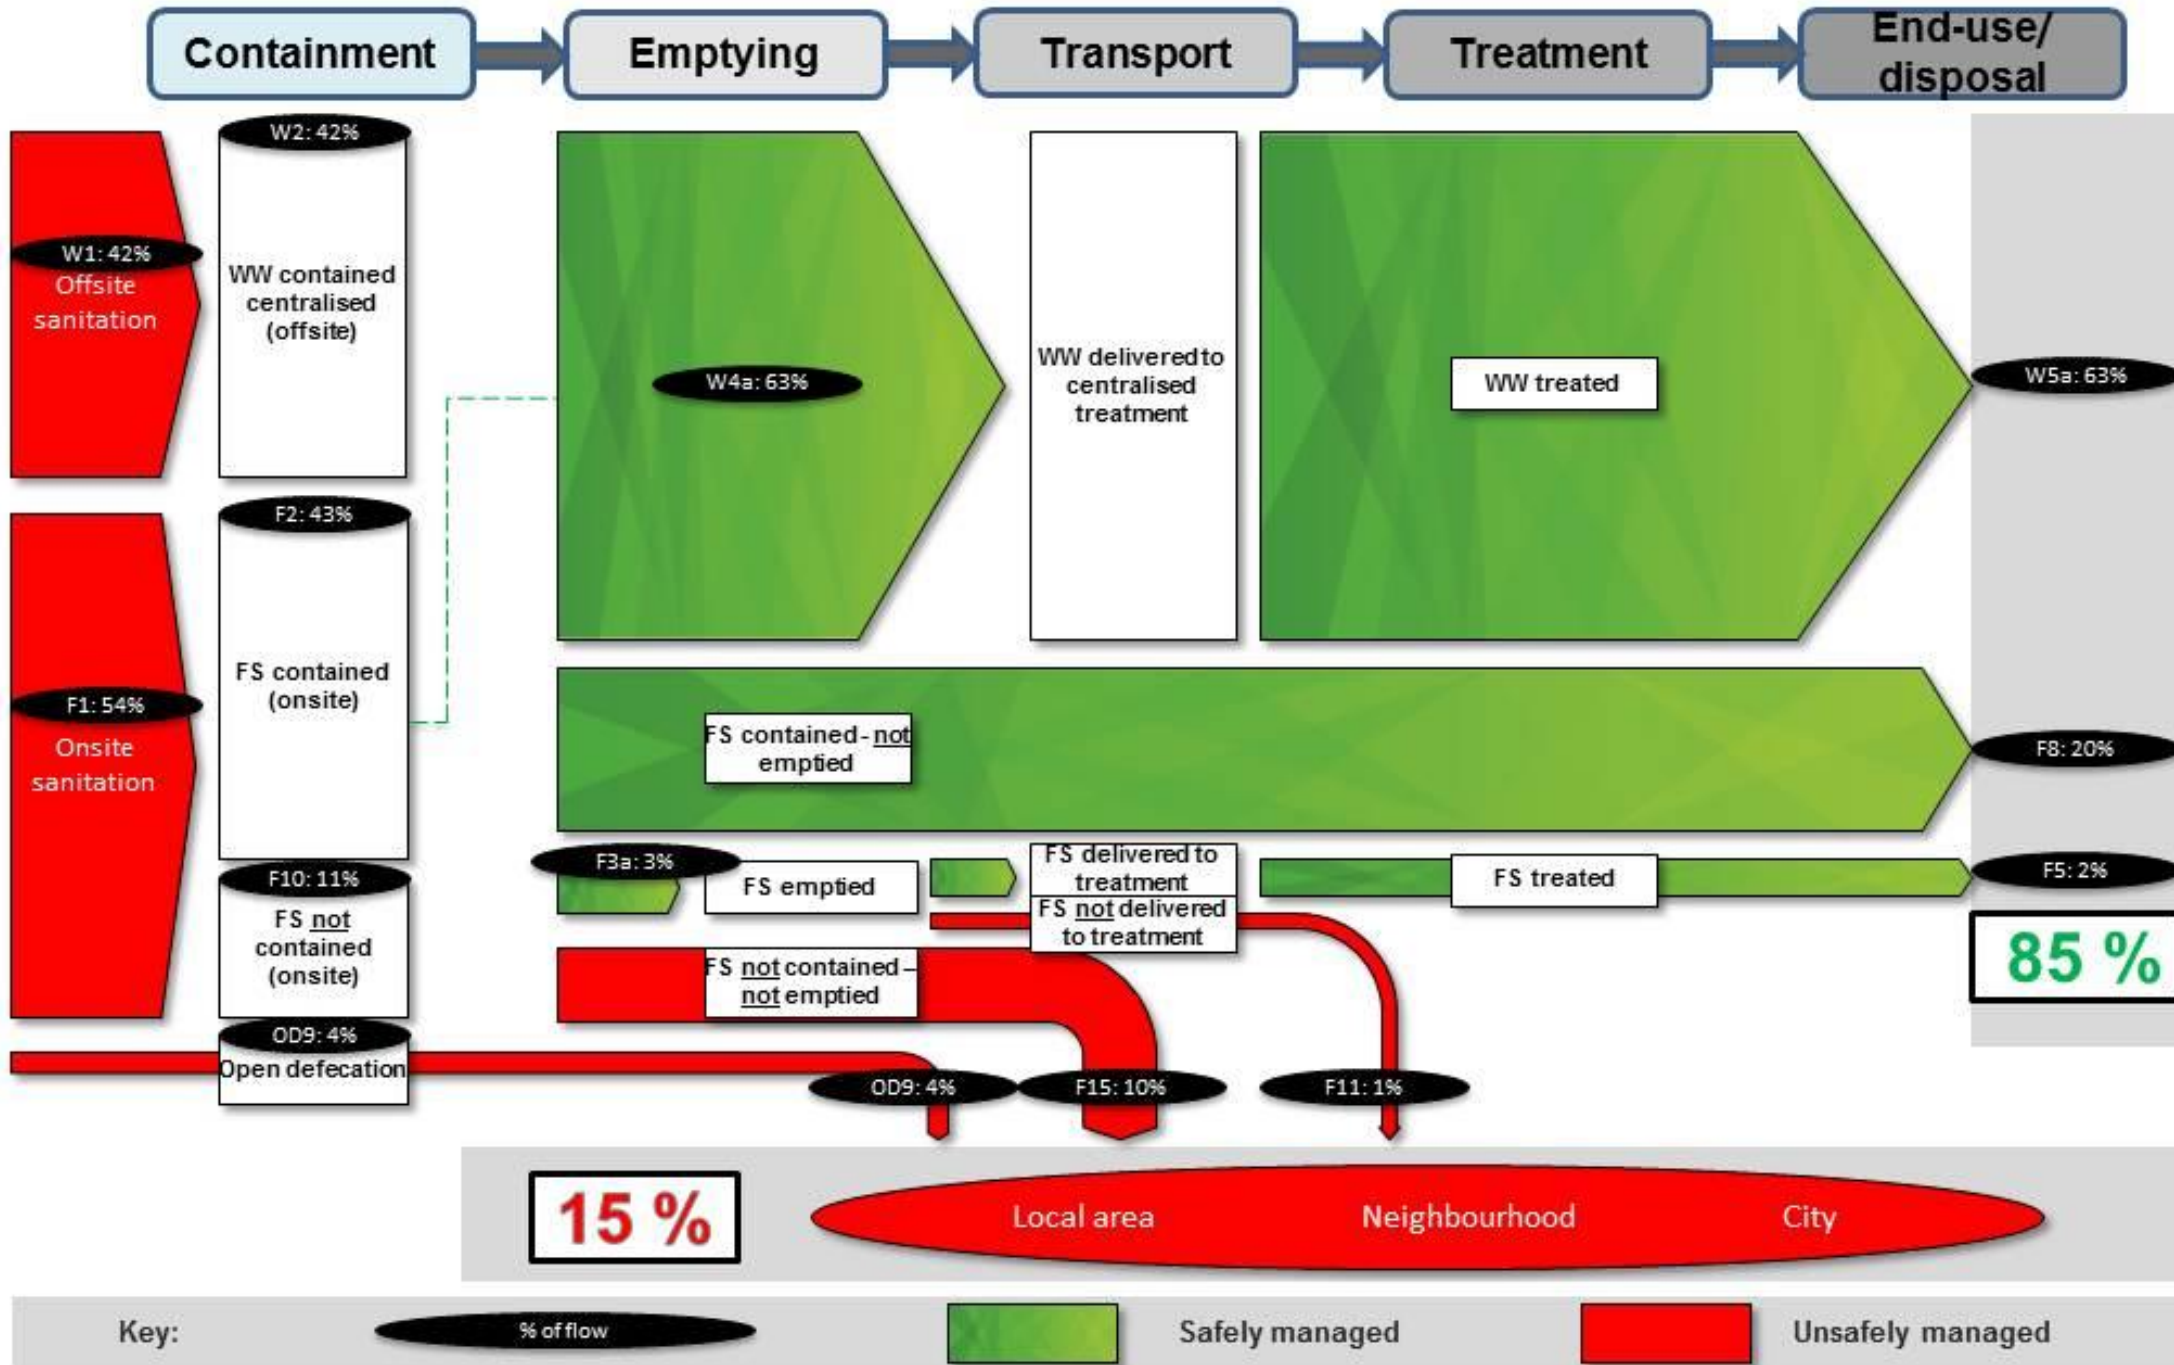 Containment
Emptying
Transport
Treatment
End-use/
disposal
W2: 42%
W1: 42%
Offsite
sanitation
WW contained
centralised
(offsite)
W4a: 63%
WW delivered to
centralised
treatment
WW treated
W5a: 63%
F2: 43%
FS contained
(onsite)
F1: 54%
Onsite
sanitation
FS contained - not
emptied
F8: 20%
F3a: 3%
FS emptied
FS delivered to
treatment
FS treated
F5: 2%
F10: 11%
FS not
contained
(onsite)
FS not delivered
to treatment
FS not contained –
not emptied
85 %
OD9: 4%
Open defecation
OD9: 4%
F15: 10%
F11: 1%
15 %
Local area
Neighbourhood
City
Key:
% of flow
Safely managed
Unsafely managed